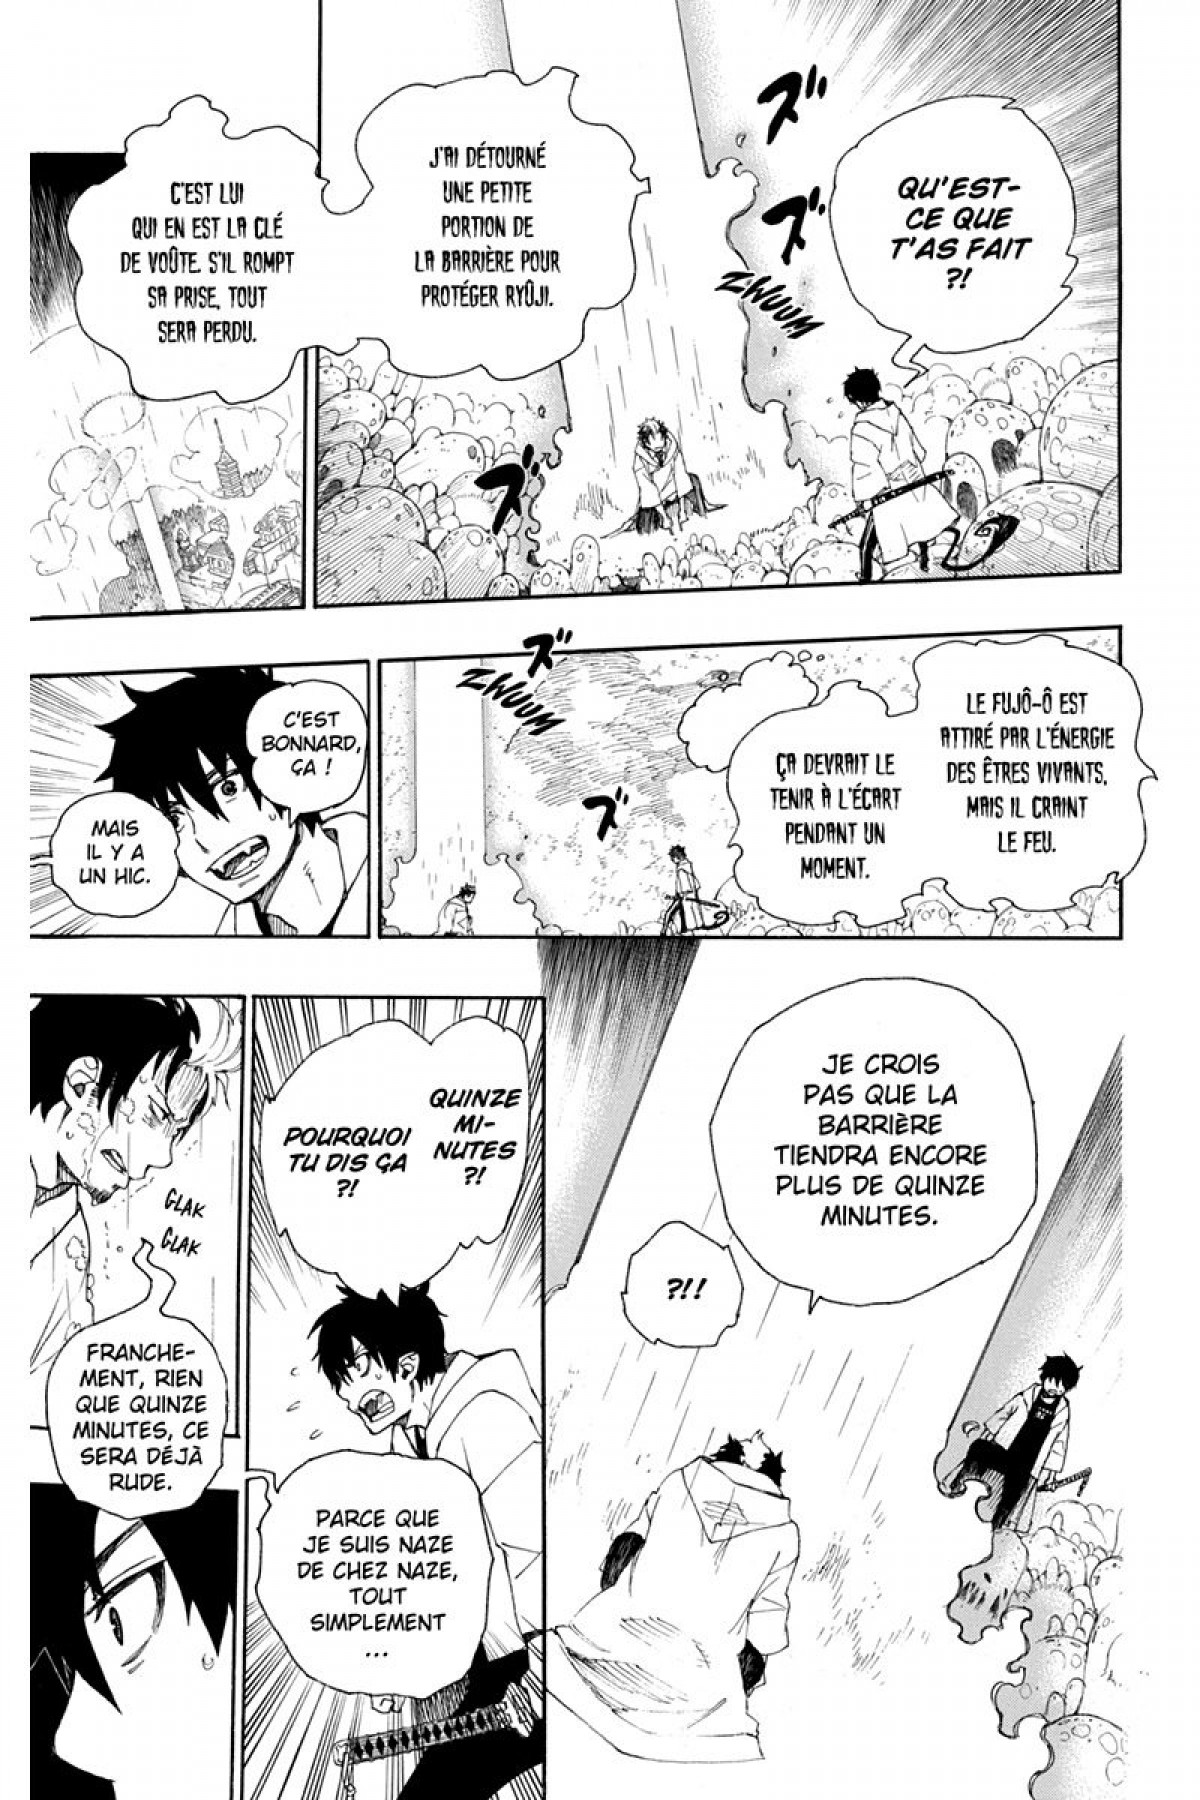 QU'EST-
CE QUE
T'AS FAIT
?!
ズ
ズ
ZWUUM
J'AI DÉTOURNÉ
UNE PETITE
PORTION DE
LA BARRIÈRE POUR
PROTÉGER RYÛJI.
ズ
C'EST LUI
QUI EN EST LA CLÉ
DE VOÛTE. S'IL ROMPT
SA PRISE, TOUT
SERA PERDU.
LE FUJÔ-Ô EST
ATTIRÉ PAR L'ÉNERGIE
DES ÊTRES VIVANTS,
MAIS IL CRAINT
LE FEU.
ÇA DEVRAIT LE
TENIR À L'ÉCART
PENDANT UN
MOMENT.
ズ
ZWUUM
ズ
C'EST
BONNARD,
ÇA !
MAIS
IL Y A
UN HIC.
JE CROIS
PAS QUE LA
BARRIÈRE
TIENDRA ENCORE
PLUS DE QUINZE
MINUTES.
?!!
QUINZE
MI-
NUTES
?!
POURQUOI
TU DIS ÇA
?!
PARCE QUE
JE SUIS NAZE
DE CHEZ NAZE,
TOUT
SIMPLEMENT
...
GLAK
GLAK
FRANCHE-
MENT, RIEN
QUE QUINZE
MINUTES, CE
SERA DÉJÀ
RUDE.